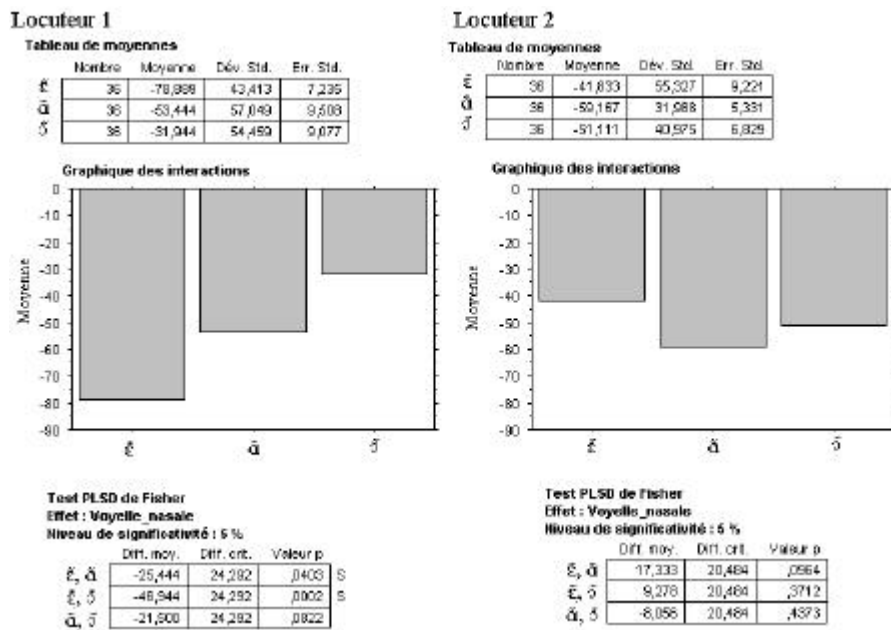 Locuteur 1
Tableau de moyennes
Nombre Moyenne Dév. Std. Err. Std.
ɛ̃ 36 -78,889 43,413 7,235
ɑ̃ 36 -53,444 57,049 9,508
ɔ̃ 36 -31,944 54,459 9,077
Graphique des interactions
0
-10
-20
-30
-40
-50
-60
-70
-80
-90
Moyenne
ɛ̃ ɑ̃ ɔ̃
Test PLSD de Fisher
Effet : Voyelle_nasale
Niveau de significativité : 5 %
Diff. moy. Diff. crit. Valeur p
ɛ̃, ɑ̃ -25,444 24,292 ,0403 S
ɛ̃, ɔ̃ -46,944 24,292 ,0002 S
ɑ̃, ɔ̃ -21,500 24,292 ,0822
Locuteur 2
Tableau de moyennes
Nombre Moyenne Dév. Std. Err. Std.
ɛ̃ 36 -41,833 55,327 9,221
ɑ̃ 36 -59,167 31,988 5,331
ɔ̃ 36 -51,111 40,975 6,829
Graphique des interactions
0
-10
-20
-30
-40
-50
-60
-70
-80
-90
Moyenne
ɛ̃ ɑ̃ ɔ̃
Test PLSD de Fisher
Effet : Voyelle_nasale
Niveau de significativité : 5 %
Diff. moy. Diff. crit. Valeur p
ɛ̃, ɑ̃ 17,333 20,484 ,0964
ɛ̃, ɔ̃ 9,278 20,484 ,3712
ɑ̃, ɔ̃ -8,056 20,484 ,4373